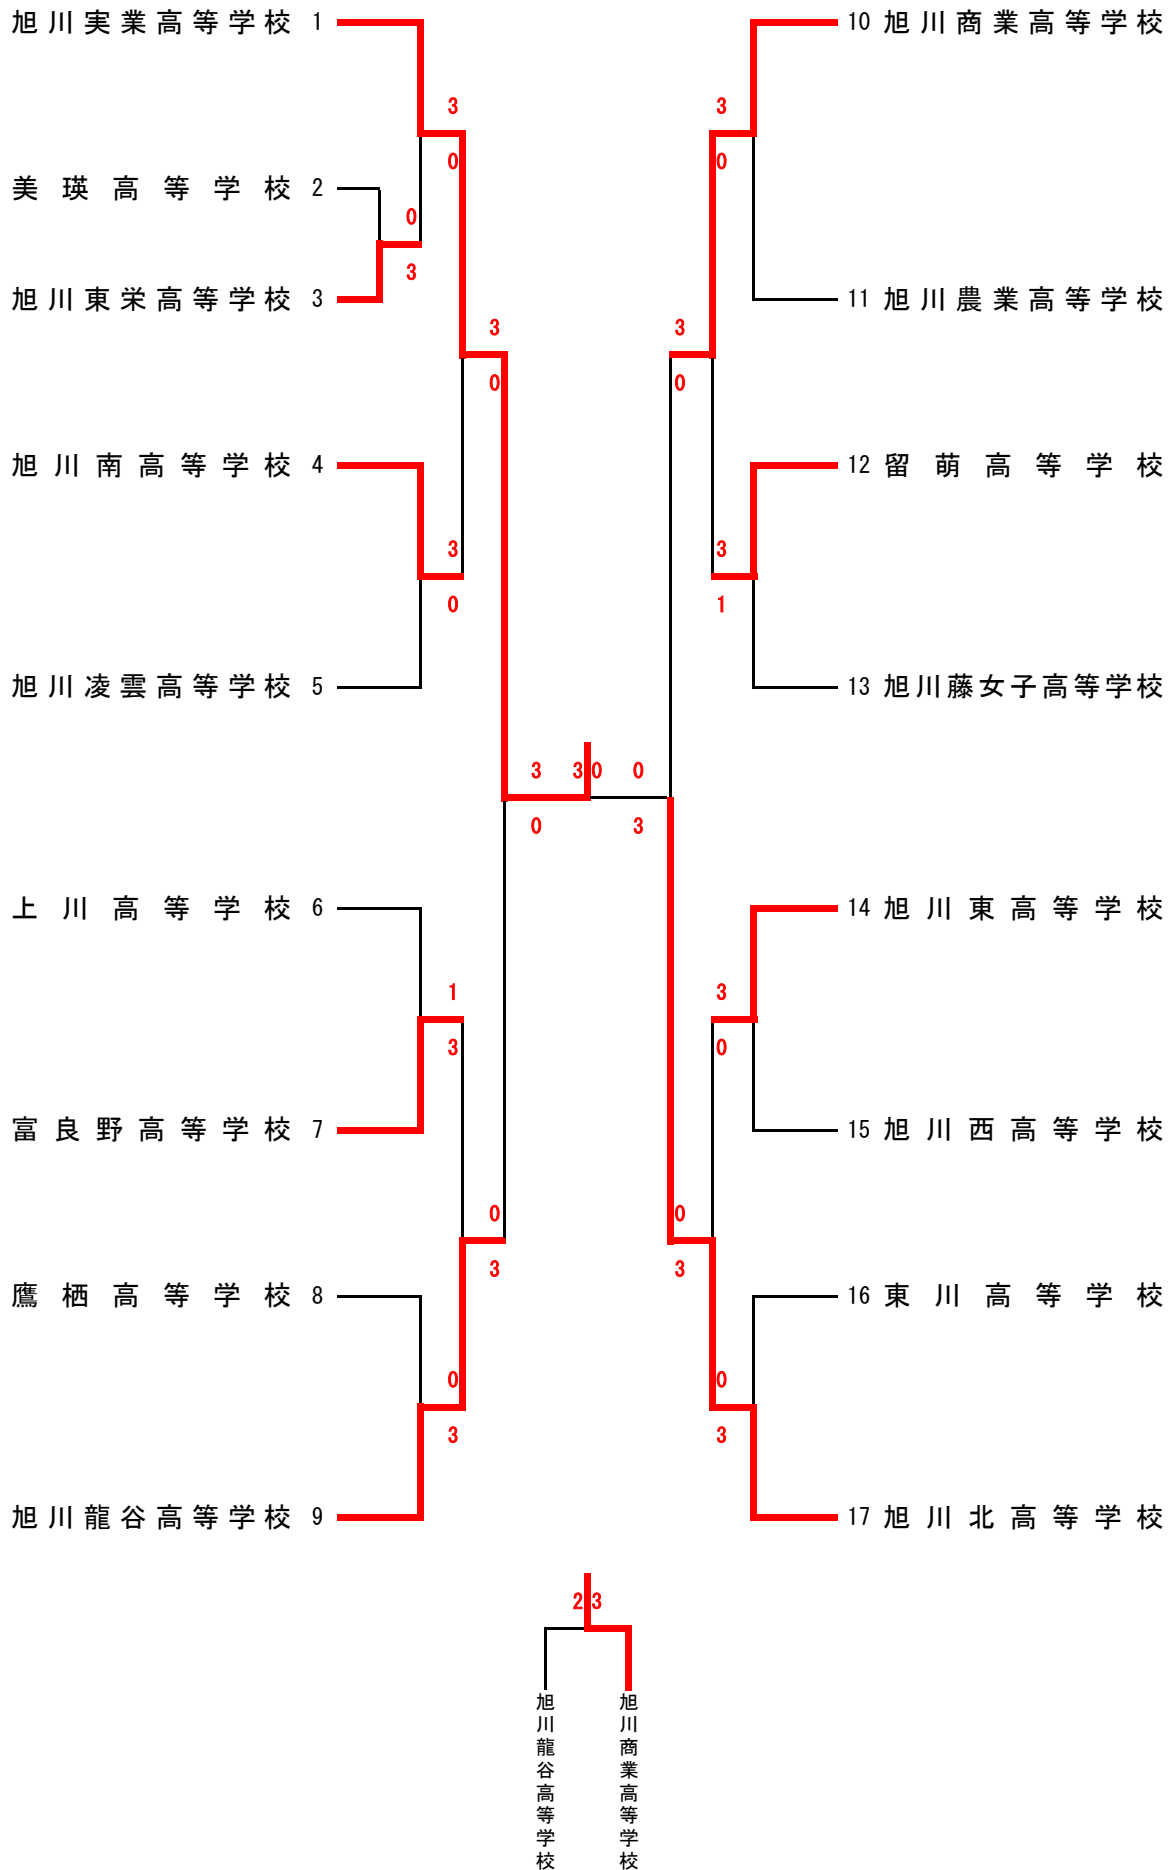 旭川実業高等学校 1
10 旭川商業高等学校
3
3
0
0
美瑛高等学校 2
0
3
旭川東栄高等学校 3
11 旭川農業高等学校
3
3
0
0
旭川南高等学校 4
12 留萌高等学校
3
3
0
1
旭川凌雲高等学校 5
13 旭川藤女子高等学校
3 3 0 0
0 3
上川高等学校 6
14 旭川東高等学校
1
3
3
0
富良野高等学校 7
15 旭川西高等学校
0
0
3
3
鷹栖高等学校 8
16 東川高等学校
0
0
3
3
旭川龍谷高等学校 9
17 旭川北高等学校
2 3
旭川龍谷高等学校
旭川商業高等学校